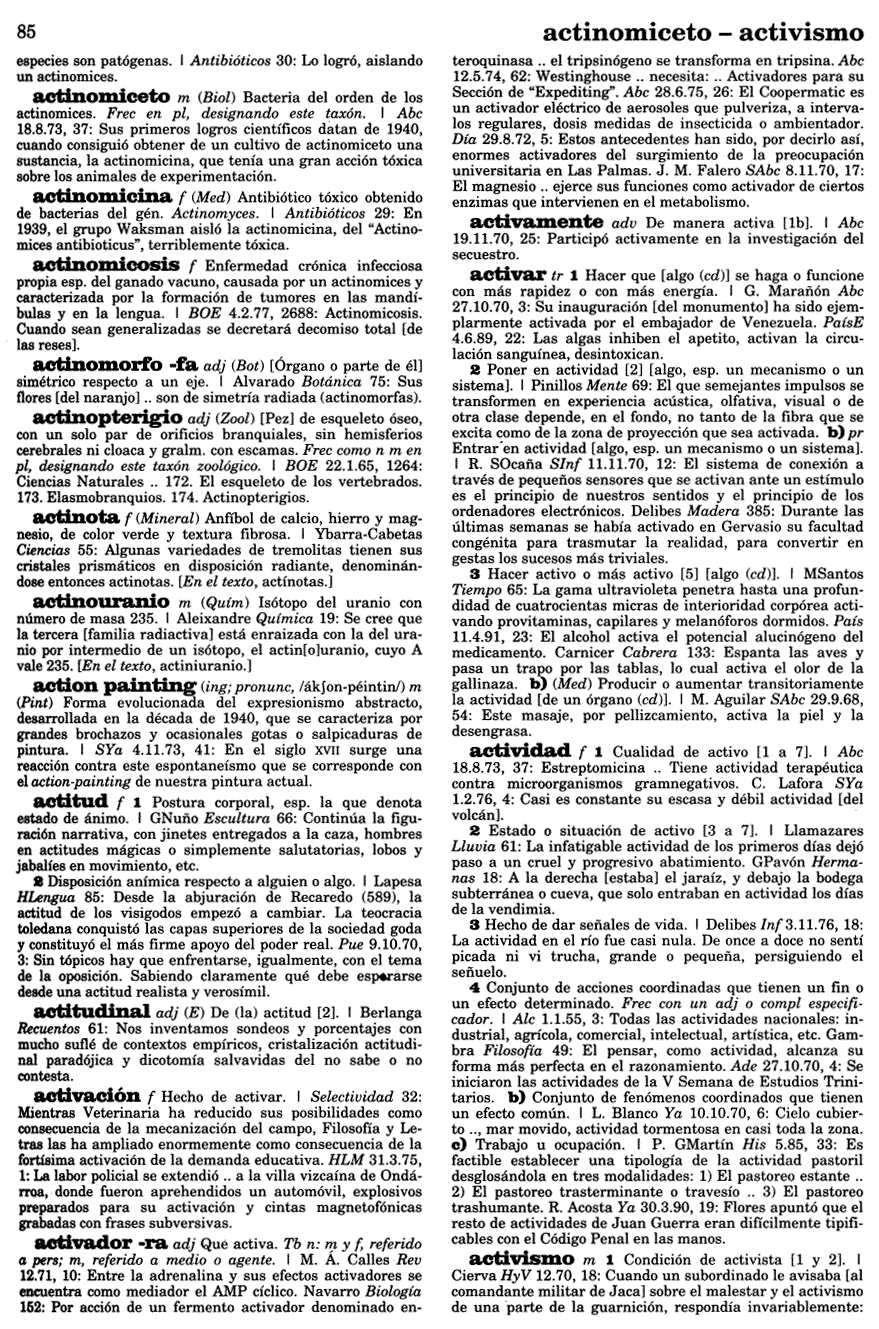 85
actinomiceto – activismo
especies son patógenas. | Antibióticos 30: Lo logró, aislando
un actinomices.
actinomiceto m (Biol) Bacteria del orden de los
actinomices. Frec en pl, designando este taxón. | Abc
18.8.73, 37: Sus primeros logros científicos datan de 1940,
cuando consiguió obtener de un cultivo de actinomiceto una
sustancia, la actinomicina, que tenía una gran acción tóxica
sobre los animales de experimentación.
actinomicina f (Med) Antibiótico tóxico obtenido
de bacterias del gén. Actinomyces. | Antibióticos 29: En
1939, el grupo Waksman aisló la actinomicina, del “Actino-
mices antibioticus”, terriblemente tóxica.
actinomicosis f Enfermedad crónica infecciosa
propia esp. del ganado vacuno, causada por un actinomices y
caracterizada por la formación de tumores en las mandí-
bulas y en la lengua. | BOE 4.2.77, 2688: Actinomicosis.
Cuando sean generalizadas se decretará decomiso total [de
las reses].
actinomorfo -fa adj (Bot) [Órgano o parte de él]
simétrico respecto a un eje. | Alvarado Botánica 75: Sus
flores [del naranjo] .. son de simetría radiada (actinomorfas).
actinopterigio adj (Zool) [Pez] de esqueleto óseo,
con un solo par de orificios branquiales, sin hemisferios
cerebrales ni cloaca y gralm. con escamas. Frec como n m en
pl, designando este taxón zoológico. | BOE 22.1.65, 1264:
Ciencias Naturales .. 172. El esqueleto de los vertebrados.
173. Elasmobranquios. 174. Actinopterigios.
actinota f (Mineral) Anfíbol de calcio, hierro y mag-
nesio, de color verde y textura fibrosa. | Ybarra-Cabetas
Ciencias 55: Algunas variedades de tremolitas tienen sus
cristales prismáticos en disposición radiante, denominán-
dose entonces actinotas. [En el texto, actínotas.]
actinouranio m (Quím) Isótopo del uranio con
número de masa 235. | Aleixandre Química 19: Se cree que
la tercera [familia radiactiva] está enraizada con la del ura-
nio por intermedio de un isótopo, el actin[o]uranio, cuyo A
vale 235. [En el texto, actiniuranio.]
action painting (ing; pronunc, /ákʃon-péintin/) m
(Pint) Forma evolucionada del expresionismo abstracto,
desarrollada en la década de 1940, que se caracteriza por
grandes brochazos y ocasionales gotas o salpicaduras de
pintura. | SYa 4.11.73, 41: En el siglo XVII surge una
reacción contra este espontaneísmo que se corresponde con
el action-painting de nuestra pintura actual.
actitud f 1 Postura corporal, esp. la que denota
estado de ánimo. | GNuño Escultura 66: Continúa la figu-
ración narrativa, con jinetes entregados a la caza, hombres
en actitudes mágicas o simplemente salutatorias, lobos y
jabalíes en movimiento, etc.
2 Disposición anímica respecto a alguien o algo. | Lapesa
HLengua 85: Desde la abjuración de Recaredo (589), la
actitud de los visigodos empezó a cambiar. La teocracia
toledana conquistó las capas superiores de la sociedad goda
y constituyó el más firme apoyo del poder real. Pue 9.10.70,
3: Sin tópicos hay que enfrentarse, igualmente, con el tema
de la oposición. Sabiendo claramente qué debe esperarse
desde una actitud realista y verosímil.
actitudinal adj (E) De (la) actitud [2]. | Berlanga
Recuentos 61: Nos inventamos sondeos y porcentajes con
mucho suflé de contextos empíricos, cristalización actitudi-
nal paradójica y dicotomía salvavidas del no sabe o no
contesta.
activación f Hecho de activar. | Selectividad 32:
Mientras Veterinaria ha reducido sus posibilidades como
consecuencia de la mecanización del campo, Filosofía y Le-
tras las ha ampliado enormemente como consecuencia de la
fortísima activación de la demanda educativa. HLM 31.3.75,
1: La labor policial se extendió .. a la villa vizcaína de Ondá-
rroa, donde fueron aprehendidos un automóvil, explosivos
preparados para su activación y cintas magnetofónicas
grabadas con frases subversivas.
activador -ra adj Que activa. Tb n: m y f, referido
a pers; m, referido a medio o agente. | M. Á. Calles Rev
12.71, 10: Entre la adrenalina y sus efectos activadores se
encuentra como mediador el AMP cíclico. Navarro Biología
152: Por acción de un fermento activador denominado en-
teroquinasa .. el tripsinógeno se transforma en tripsina. Abc
12.5.74, 62: Westinghouse .. necesita: .. Activadores para su
Sección de “Expediting”. Abc 28.6.75, 26: El Coopermatic es
un activador eléctrico de aerosoles que pulveriza, a interva-
los regulares, dosis medidas de insecticida o ambientador.
Día 29.8.72, 5: Estos antecedentes han sido, por decirlo así,
enormes activadores del surgimiento de la preocupación
universitaria en Las Palmas. J. M. Falero SAbc 8.11.70, 17:
El magnesio .. ejerce sus funciones como activador de ciertos
enzimas que intervienen en el metabolismo.
activamente adv De manera activa [1b]. | Abc
19.11.70, 25: Participó activamente en la investigación del
secuestro.
activar tr 1 Hacer que [algo (cd)] se haga o funcione
con más rapidez o con más energía. | G. Marañón Abc
27.10.70, 3: Su inauguración [del monumento] ha sido ejem-
plarmente activada por el embajador de Venezuela. PaísE
4.6.89, 22: Las algas inhiben el apetito, activan la circu-
lación sanguínea, desintoxican.
2 Poner en actividad [2] [algo, esp. un mecanismo o un
sistema]. | Pinillos Mente 69: El que semejantes impulsos se
transformen en experiencia acústica, olfativa, visual o de
otra clase depende, en el fondo, no tanto de la fibra que se
excita como de la zona de proyección que sea activada. b) pr
Entrar en actividad [algo, esp. un mecanismo o un sistema].
| R. SOcaña SInf 11.11.70, 12: El sistema de conexión a
través de pequeños sensores que se activan ante un estímulo
es el principio de nuestros sentidos y el principio de los
ordenadores electrónicos. Delibes Madera 385: Durante las
últimas semanas se había activado en Gervasio su facultad
congénita para trasmutar la realidad, para convertir en
gestas los sucesos más triviales.
3 Hacer activo o más activo [5] [algo (cd)]. | MSantos
Tiempo 65: La gama ultravioleta penetra hasta una profun-
didad de cuatrocientas micras de interioridad corpórea acti-
vando provitaminas, capilares y melanóforos dormidos. País
11.4.91, 23: El alcohol activa el potencial alucinógeno del
medicamento. Carnicer Cabrera 133: Espanta las aves y
pasa un trapo por las tablas, lo cual activa el olor de la
gallinaza. b) (Med) Producir o aumentar transitoriamente
la actividad [de un órgano (cd)]. | M. Aguilar SAbc 29.9.68,
54: Este masaje, por pellizcamiento, activa la piel y la
desengrasa.
actividad f 1 Cualidad de activo [1 a 7]. | Abc
18.8.73, 37: Estreptomicina .. Tiene actividad terapéutica
contra microorganismos gramnegativos. C. Lafora SYa
1.2.76, 4: Casi es constante su escasa y débil actividad [del
volcán].
2 Estado o situación de activo [3 a 7]. | Llamazares
Lluvia 61: La infatigable actividad de los primeros días dejó
paso a un cruel y progresivo abatimiento. GPavón Herma-
nas 18: A la derecha [estaba] el jaraíz, y debajo la bodega
subterránea o cueva, que solo entraban en actividad los días
de la vendimia.
3 Hecho de dar señales de vida. | Delibes Inf 3.11.76, 18:
La actividad en el río fue casi nula. De once a doce no sentí
picada ni vi trucha, grande o pequeña, persiguiendo el
señuelo.
4 Conjunto de acciones coordinadas que tienen un fin o
un efecto determinado. Frec con un adj o compl especifi-
cador. | Alc 1.1.55, 3: Todas las actividades nacionales: in-
dustrial, agrícola, comercial, intelectual, artística, etc. Gam-
bra Filosofía 49: El pensar, como actividad, alcanza su
forma más perfecta en el razonamiento. Ade 27.10.70, 4: Se
iniciaron las actividades de la V Semana de Estudios Trini-
tarios. b) Conjunto de fenómenos coordinados que tienen
un efecto común. | L. Blanco Ya 10.10.70, 6: Cielo cubier-
to .., mar movido, actividad tormentosa en casi toda la zona.
c) Trabajo u ocupación. | P. GMartín His 5.85, 33: Es
factible establecer una tipología de la actividad pastoril
desglosándola en tres modalidades: 1) El pastoreo estante ..
2) El pastoreo trasterminante o travesío .. 3) El pastoreo
trashumante. R. Acosta Ya 30.3.90, 19: Flores apuntó que el
resto de actividades de Juan Guerra eran difícilmente tipifi-
cables con el Código Penal en las manos.
activismo m 1 Condición de activista [1 y 2]. |
Cierva HyV 12.70, 18: Cuando un subordinado le avisaba [al
comandante militar de Jaca] sobre el malestar y el activismo
de una parte de la guarnición, respondía invariablemente: